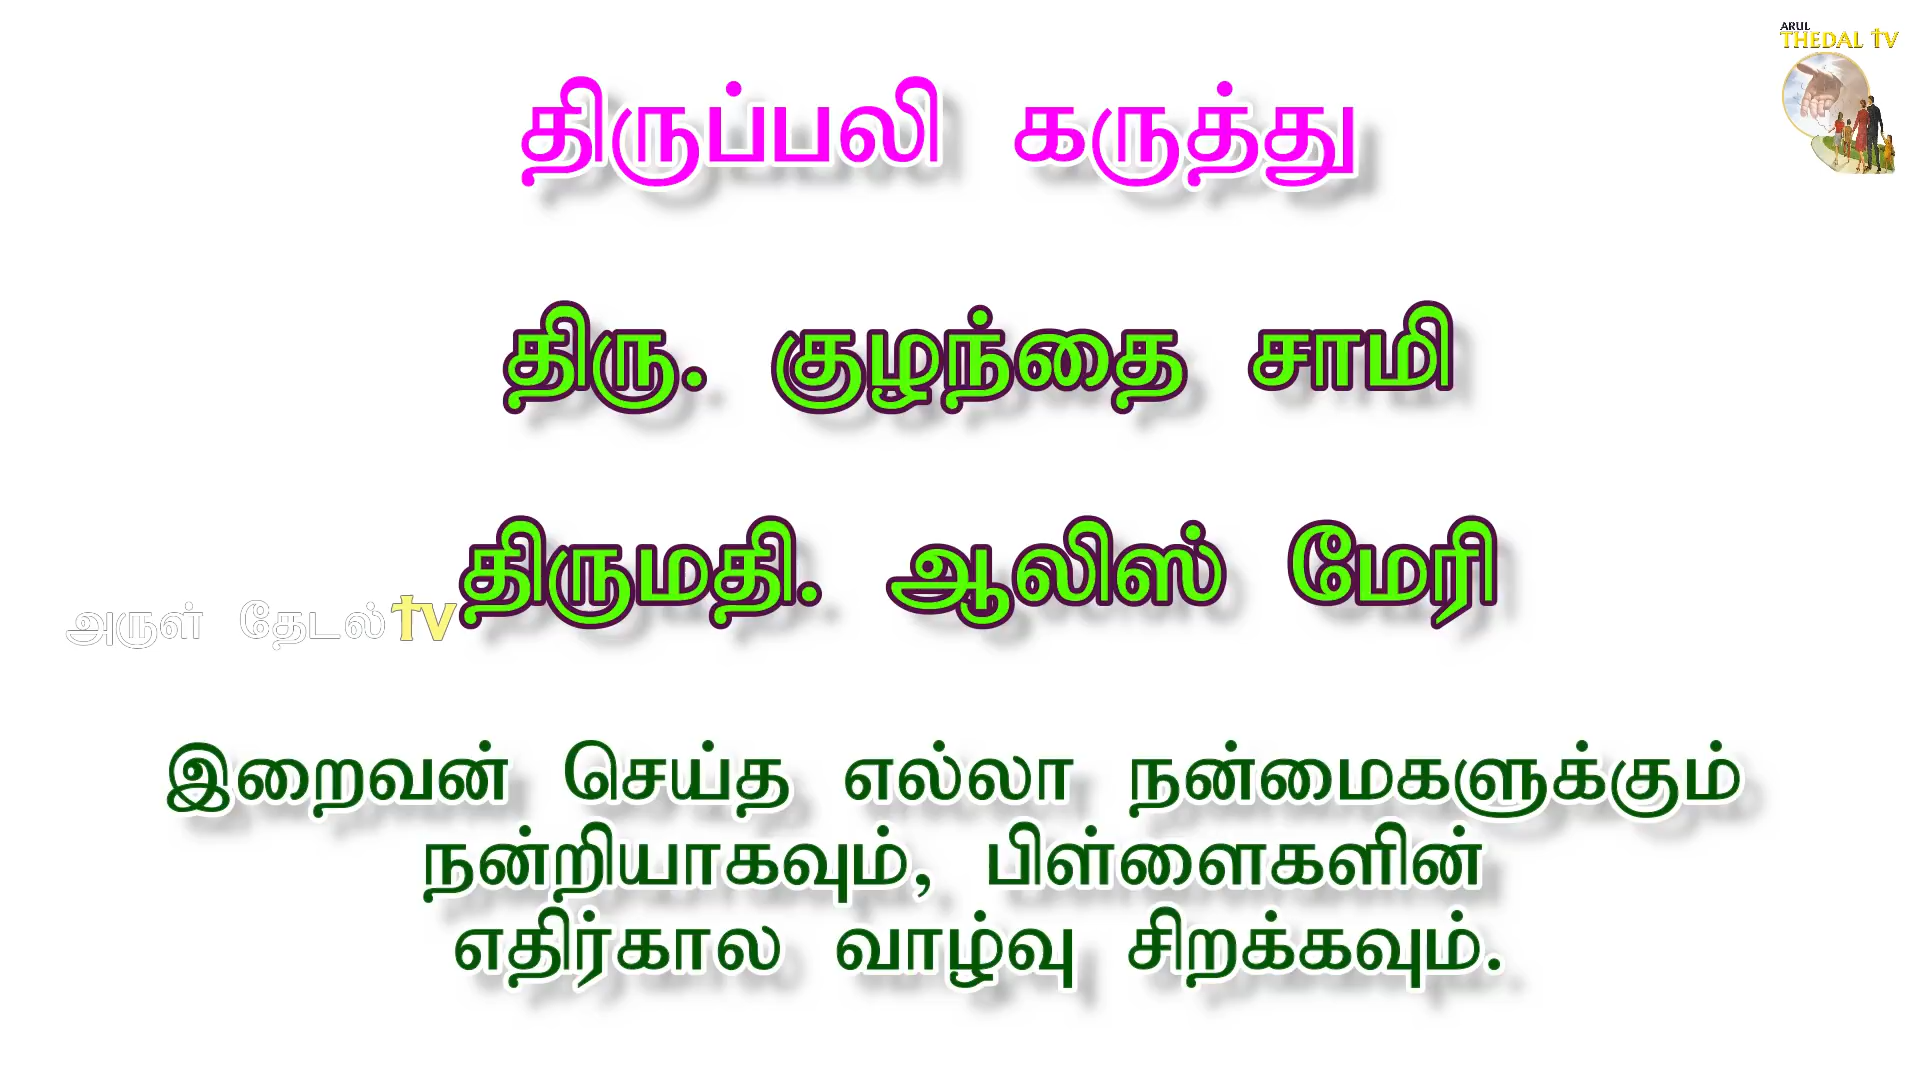 ARUL
THEDAL TV
திருப்பலி கருத்து
திரு. குழந்தை சாமி
திருமதி. ஆலிஸ் மேரி
அருள் தேடல் TV
இறைவன் செய்த எல்லா நன்மைகளுக்கும்
நன்றியாகவும், பிள்ளைகளின்
எதிர்கால வாழ்வு சிறக்கவும்.